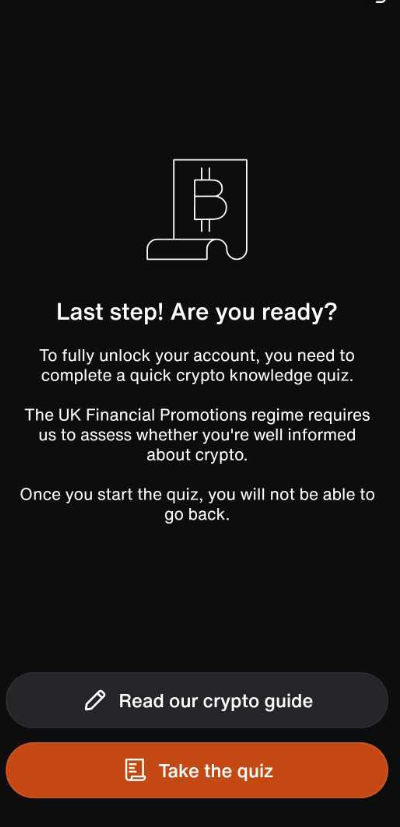 Last step! Are you ready?
To fully unlock your account, you need to
complete a quick crypto knowledge quiz.
The UK Financial Promotions regime requires
us to assess whether you're well informed
about crypto.
Once you start the quiz, you will not be able to
go back.
Read our crypto guide
Take the quiz